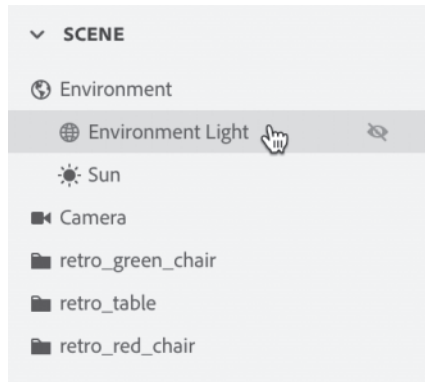 SCENE
Environment
Environment Light
Sun
Camera
retro_green_chair
retro_table
retro_red_chair